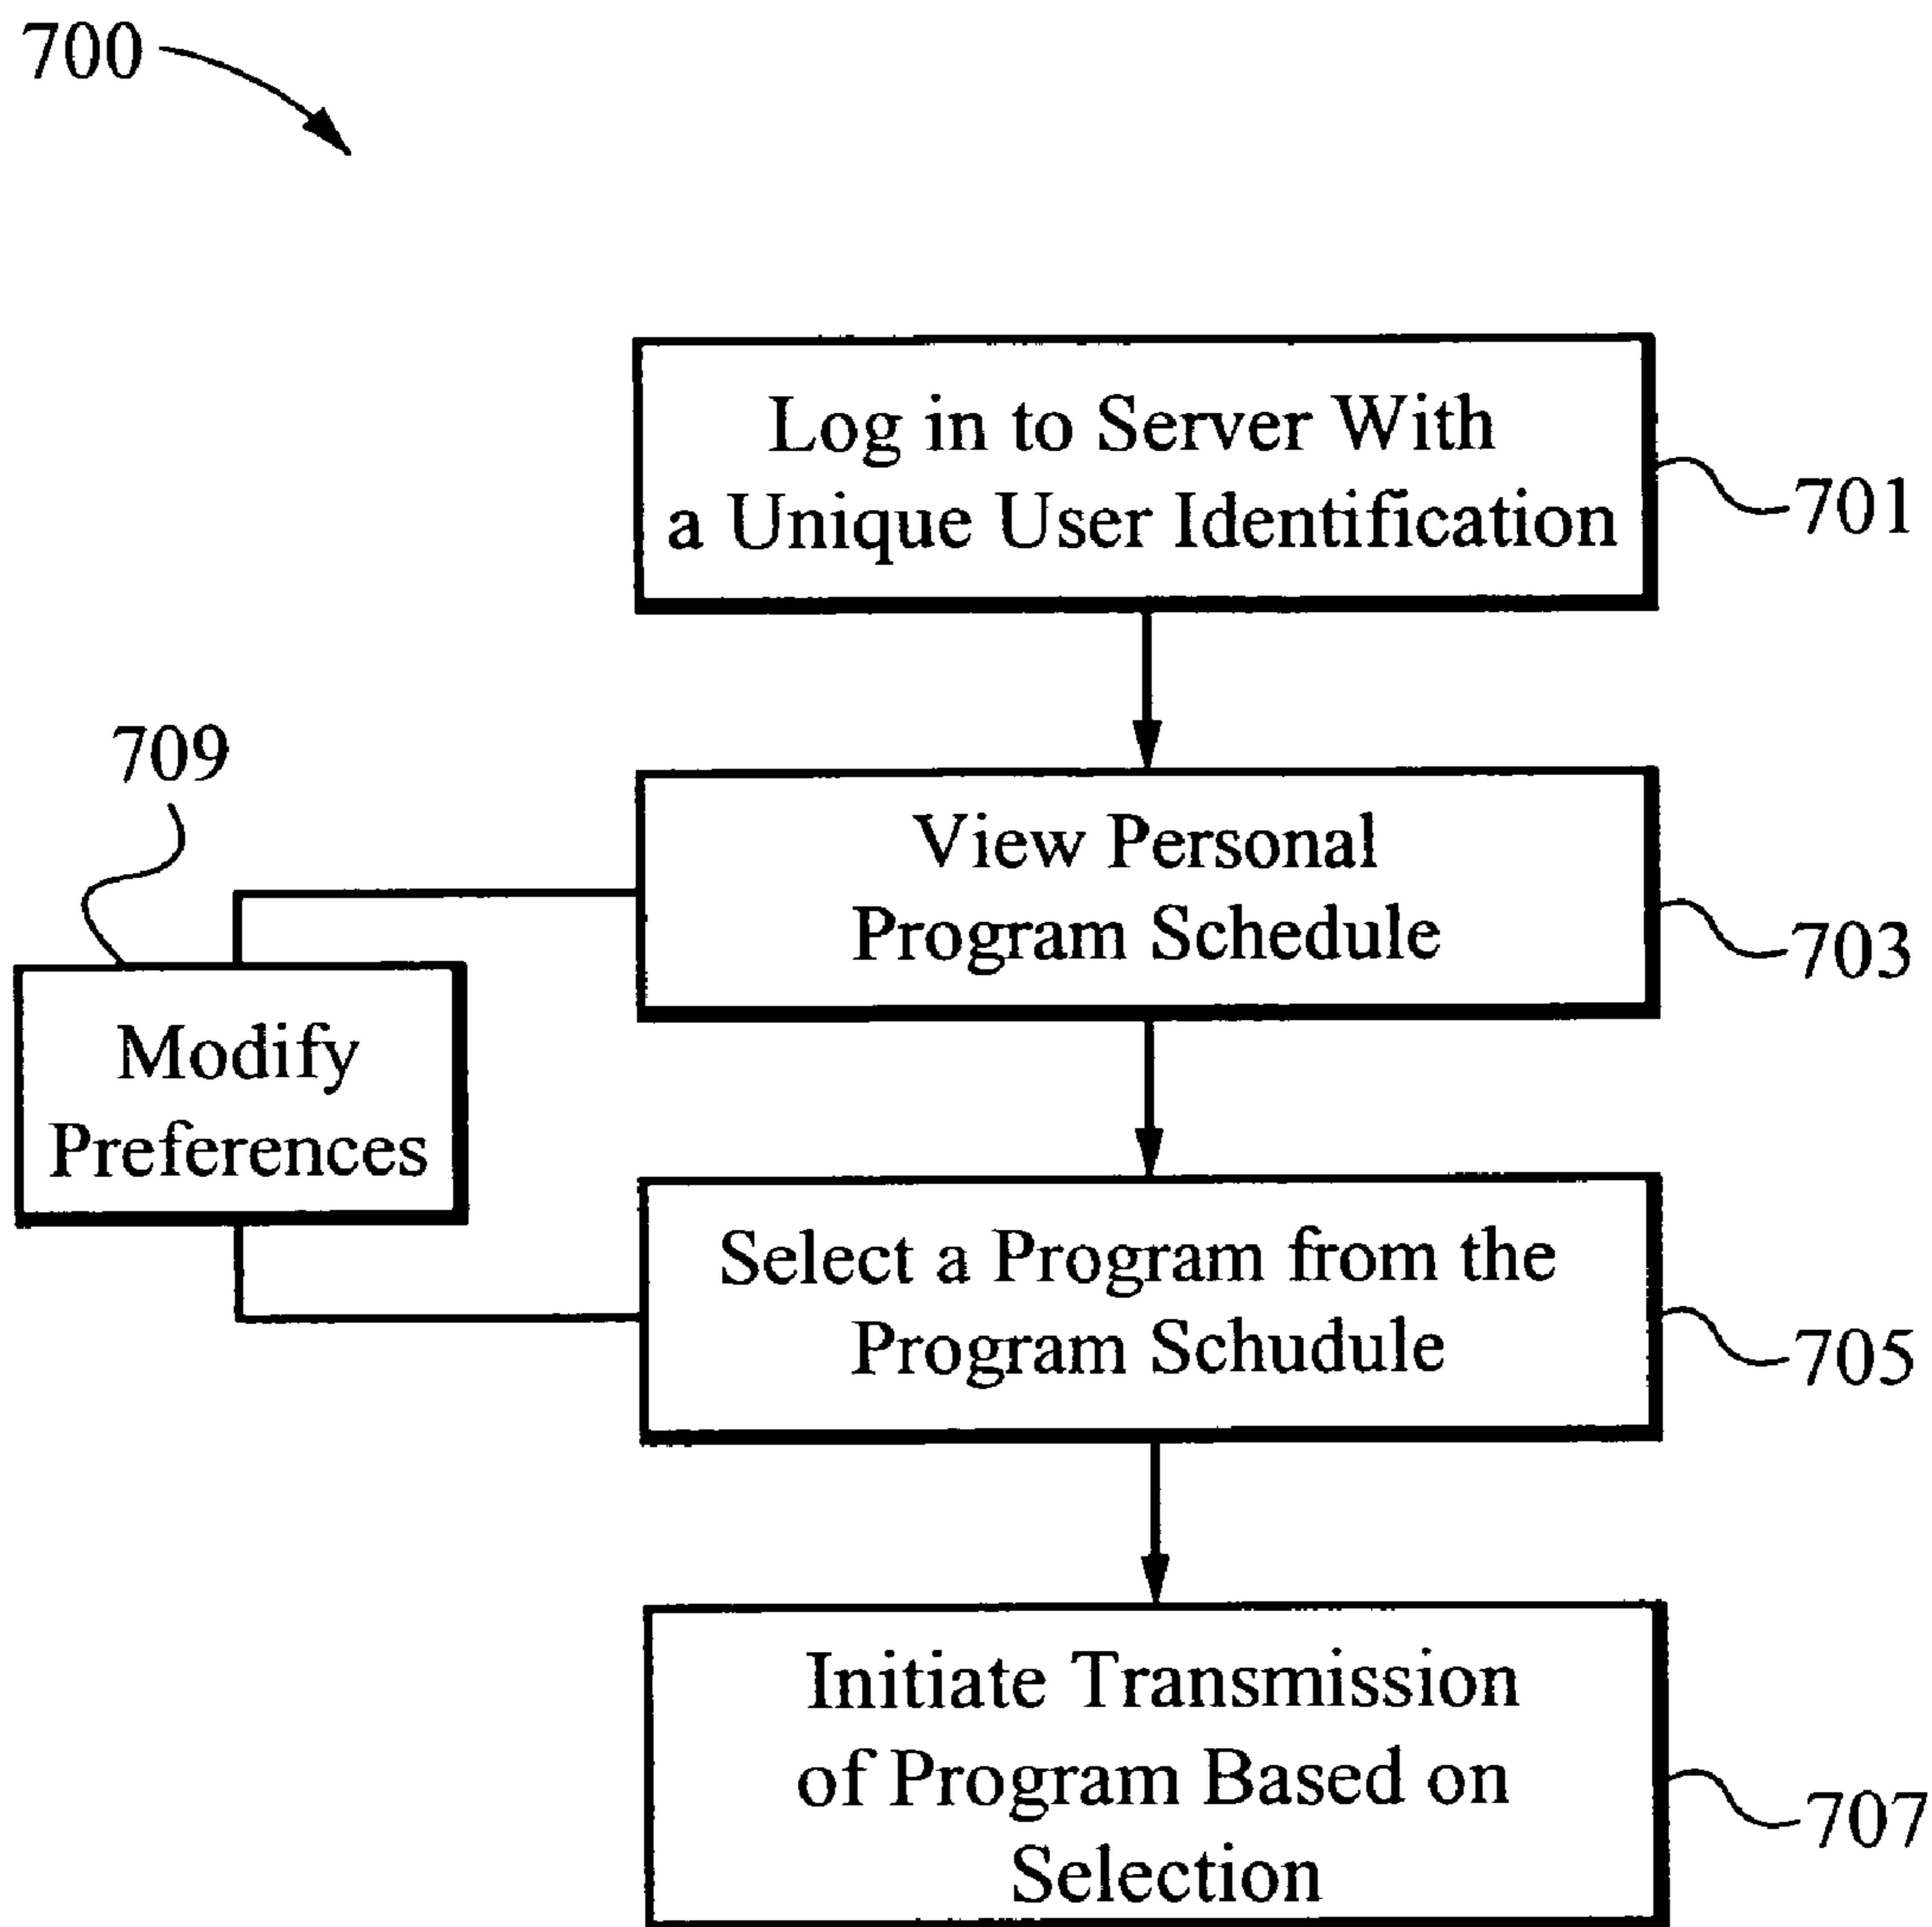 700
Log in to Server With
a Unique User Identification
701
709
View Personal
Program Schedule
703
Modify
Preferences
Select a Program from the
Program Schudule
705
Initiate Transmission
of Program Based on
Selection
707